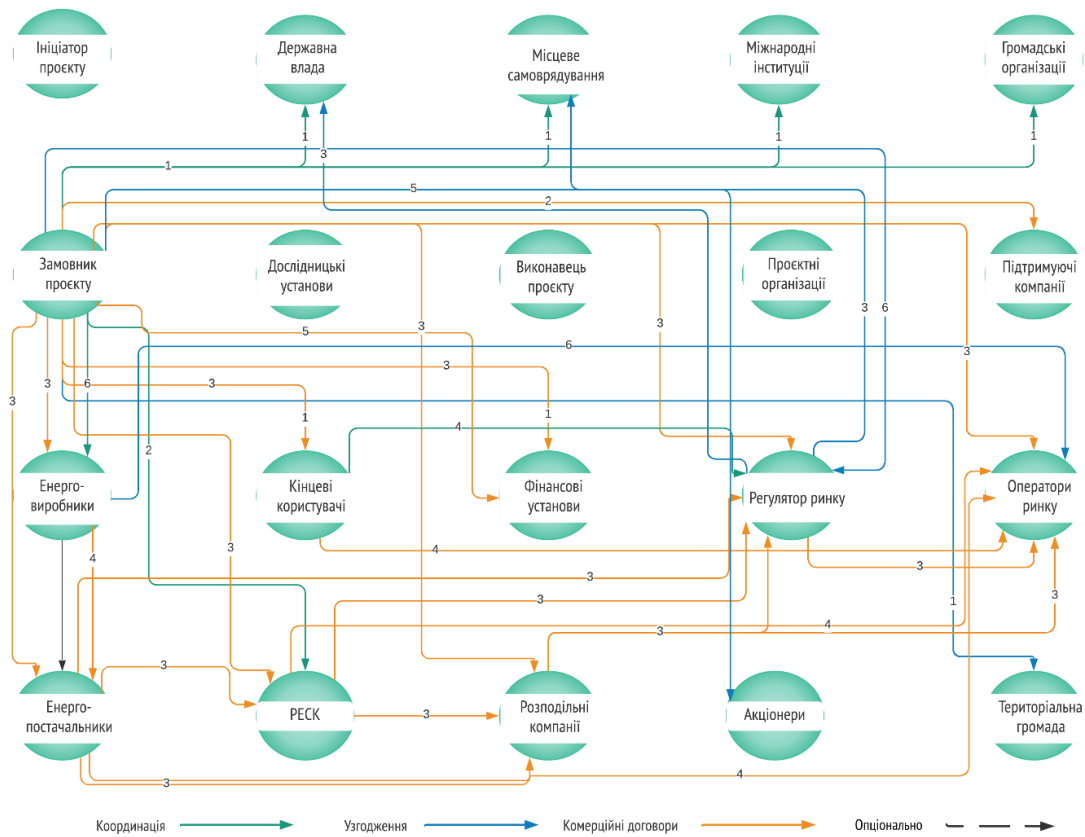 Ініціатор
проєкту
Державна
влада
Місцеве
самоврядування
Міжнародні
інституції
Громадські
організації
1
1
1
1
3
1
5
2
Замовник
проєкту
Дослідницькі
установи
Виконавець
проєкту
Проєктні
організації
Підтримуючі
компанії
3
6
5
3
3
3
6
3
3
6
3
3
1
1
4
2
Енерго-
виробники
Кінцеві
користувачі
Фінансові
установи
Регулятор ринку
Оператори
ринку
4
3
4
3
3
3
1
3
4
3
3
Енерго-
постачальники
РЕСК
3
Розподільні
компанії
Акціонери
Територіальна
громада
3
4
Координація
Узгодження
Комерційні договори
Опціонально